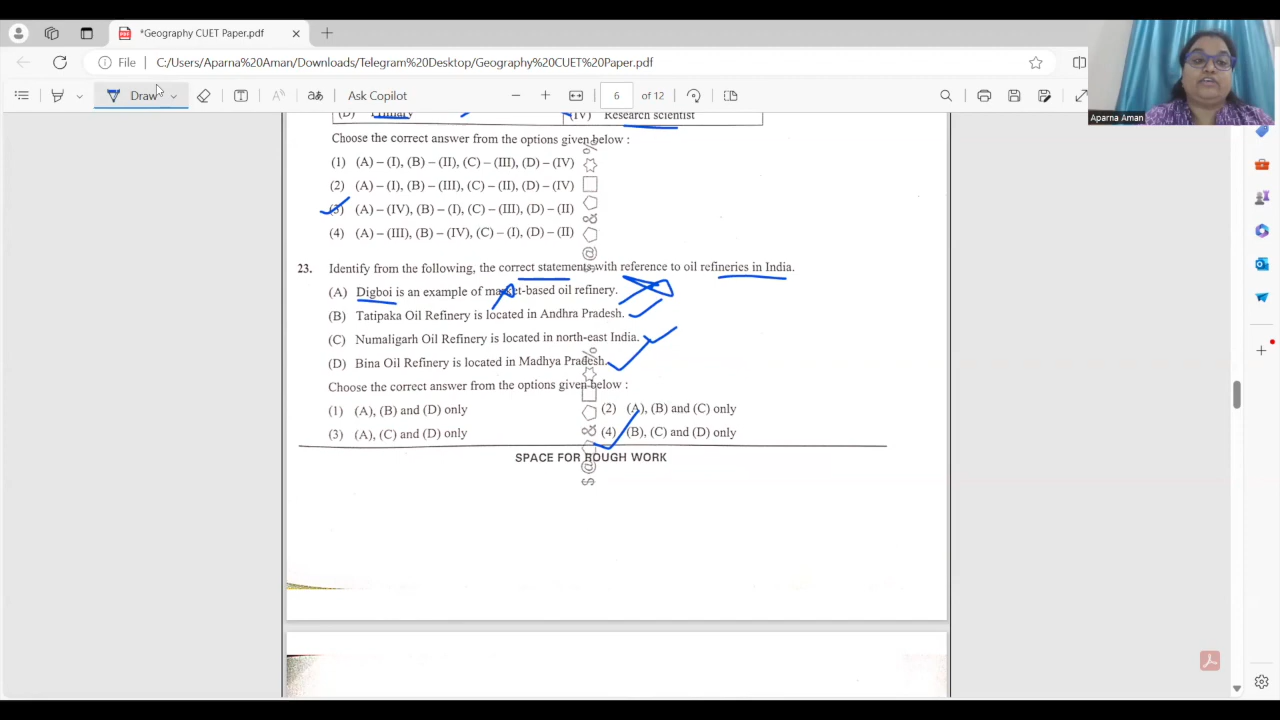 *Geography CUET Paper.pdf
File C:/Users/Aparna%20Aman/Downloads/Telegram%20Desktop/Geography%20CUET%20Paper.pdf
Draw
Ask Copilot
6 of 12
Aparna Aman
(D) Primary (IV) Research scientist
Choose the correct answer from the options given below :
(1) (A) – (I), (B) – (II), (C) – (III), (D) – (IV)
(2) (A) – (I), (B) – (III), (C) – (II), (D) – (IV)
(3) (A) – (IV), (B) – (I), (C) – (III), (D) – (II)
(4) (A) – (III), (B) – (IV), (C) – (I), (D) – (II)
23. Identify from the following, the correct statements with reference to oil refineries in India.
(A) Digboi is an example of market-based oil refinery.
(B) Tatipaka Oil Refinery is located in Andhra Pradesh.
(C) Numaligarh Oil Refinery is located in north-east India.
(D) Bina Oil Refinery is located in Madhya Pradesh.
Choose the correct answer from the options given below :
(1) (A), (B) and (D) only (2) (A), (B) and (C) only
(3) (A), (C) and (D) only (4) (B), (C) and (D) only
SPACE FOR ROUGH WORK